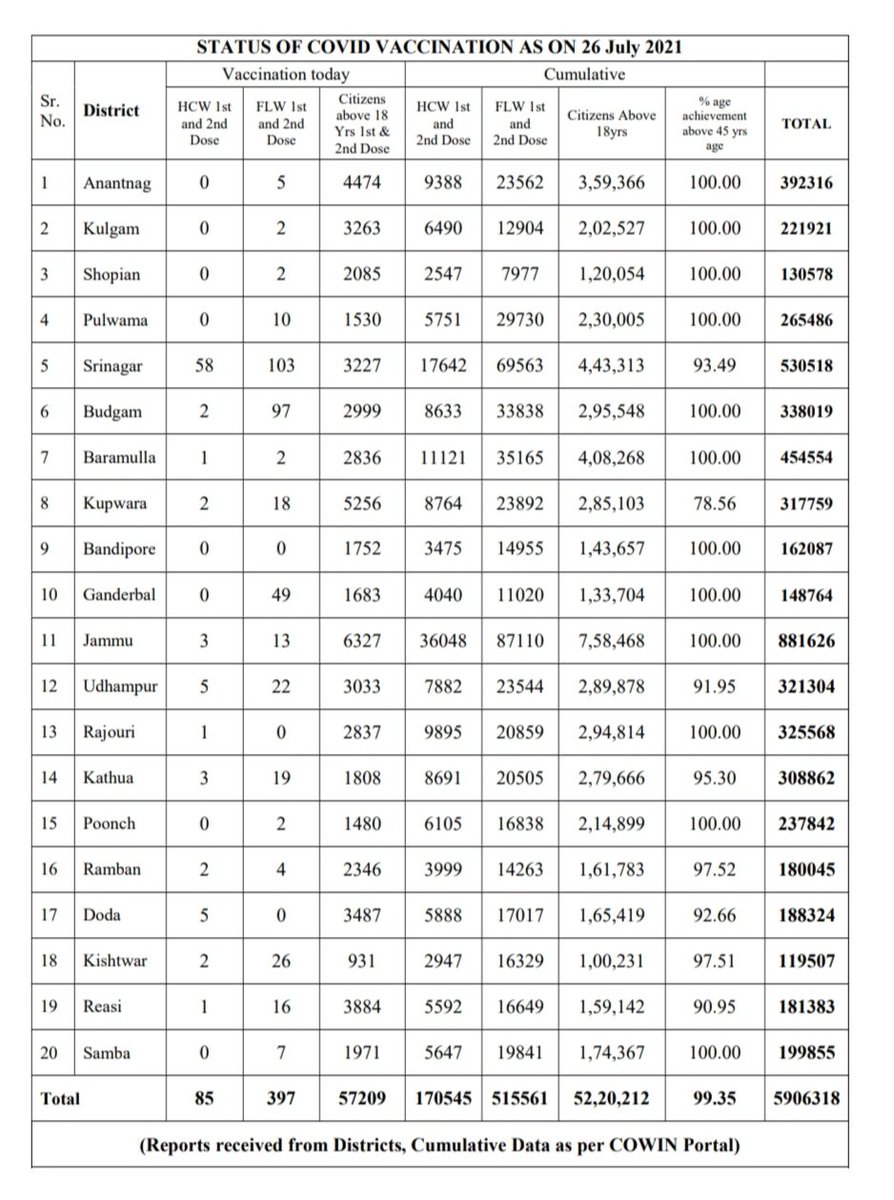 STATUS OF COVID VACCINATION AS ON 26 July 2021
Sr. No. District Vaccination today Cumulative
HCW 1st and 2nd Dose FLW 1st and 2nd Dose Citizens above 18 Yrs 1st & 2nd Dose HCW 1st and 2nd Dose FLW 1st and 2nd Dose Citizens Above 18yrs % age achievement above 45 yrs age TOTAL
1 Anantnag 0 5 4474 9388 23562 3,59,366 100.00 392316
2 Kulgam 0 2 3263 6490 12904 2,02,527 100.00 221921
3 Shopian 0 2 2085 2547 7977 1,20,054 100.00 130578
4 Pulwama 0 10 1530 5751 29730 2,30,005 100.00 265486
5 Srinagar 58 103 3227 17642 69563 4,43,313 93.49 530518
6 Budgam 2 97 2999 8633 33838 2,95,548 100.00 338019
7 Baramulla 1 2 2836 11121 35165 4,08,268 100.00 454554
8 Kupwara 2 18 5256 8764 23892 2,85,103 78.56 317759
9 Bandipore 0 0 1752 3475 14955 1,43,657 100.00 162087
10 Ganderbal 0 49 1683 4040 11020 1,33,704 100.00 148764
11 Jammu 3 13 6327 36048 87110 7,58,468 100.00 881626
12 Udhampur 5 22 3033 7882 23544 2,89,878 91.95 321304
13 Rajouri 1 0 2837 9895 20859 2,94,814 100.00 325568
14 Kathua 3 19 1808 8691 20505 2,79,666 95.30 308862
15 Poonch 0 2 1480 6105 16838 2,14,899 100.00 237842
16 Ramban 2 4 2346 3999 14263 1,61,783 97.52 180045
17 Doda 5 0 3487 5888 17017 1,65,419 92.66 188324
18 Kishtwar 2 26 931 2947 16329 1,00,231 97.51 119507
19 Reasi 1 16 3884 5592 16649 1,59,142 90.95 181383
20 Samba 0 7 1971 5647 19841 1,74,367 100.00 199855
Total 85 397 57209 170545 515561 52,20,212 99.35 5906318
(Reports received from Districts, Cumulative Data as per COWIN Portal)